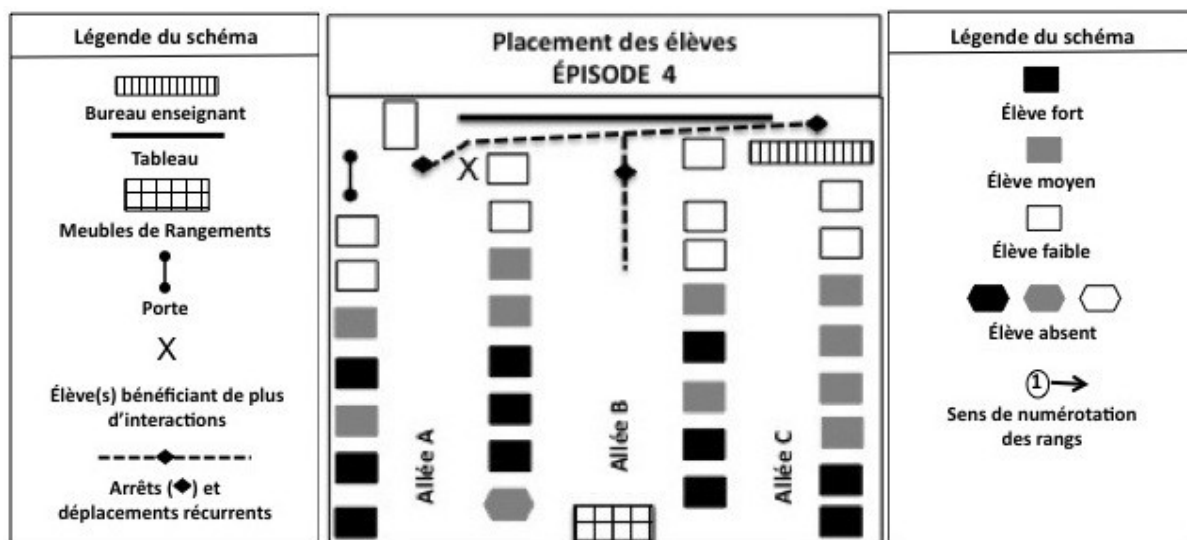 Légende du schéma
Bureau enseignant
Tableau
Meubles de Rangements
Porte
X
Élève(s) bénéficiant de plus
d'interactions
Arrêts (◆) et
déplacements récurrents
Placement des élèves
ÉPISODE 4
X
Allée A
Allée B
Allée C
Légende du schéma
Élève fort
Élève moyen
Élève faible
Élève absent
1
Sens de numérotation
des rangs